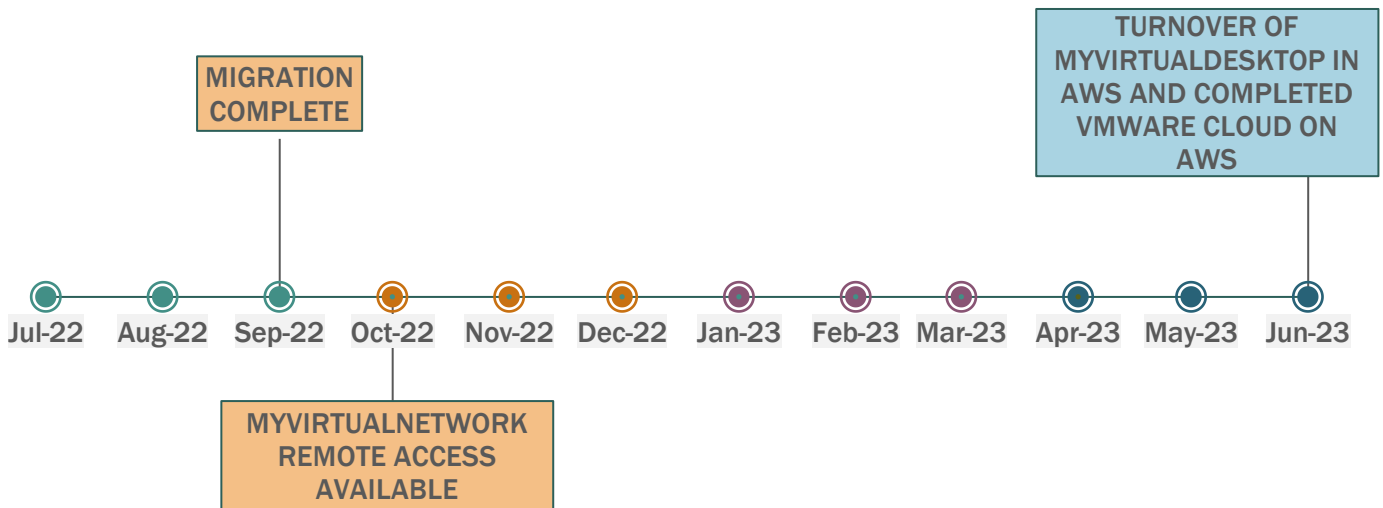 TURNOVER OF
MYVIRTUALDESKTOP IN
AWS AND COMPLETED
VMWARE CLOUD ON
AWS
MIGRATION
COMPLETE
Jul-22 Aug-22 Sep-22 Oct-22 Nov-22 Dec-22 Jan-23 Feb-23 Mar-23 Apr-23 May-23 Jun-23
MYVIRTUALNETWORK
REMOTE ACCESS
AVAILABLE